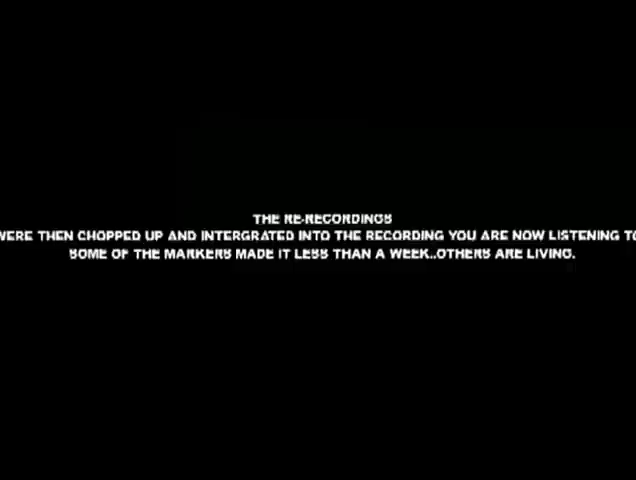 THE RE-RECORDINGS
WERE THEN CHOPPED UP AND INTERGRATED INTO THE RECORDING YOU ARE NOW LISTENING TO
SOME OF THE MARKERS MADE IT LESS THAN A WEEK..OTHERS ARE LIVING.